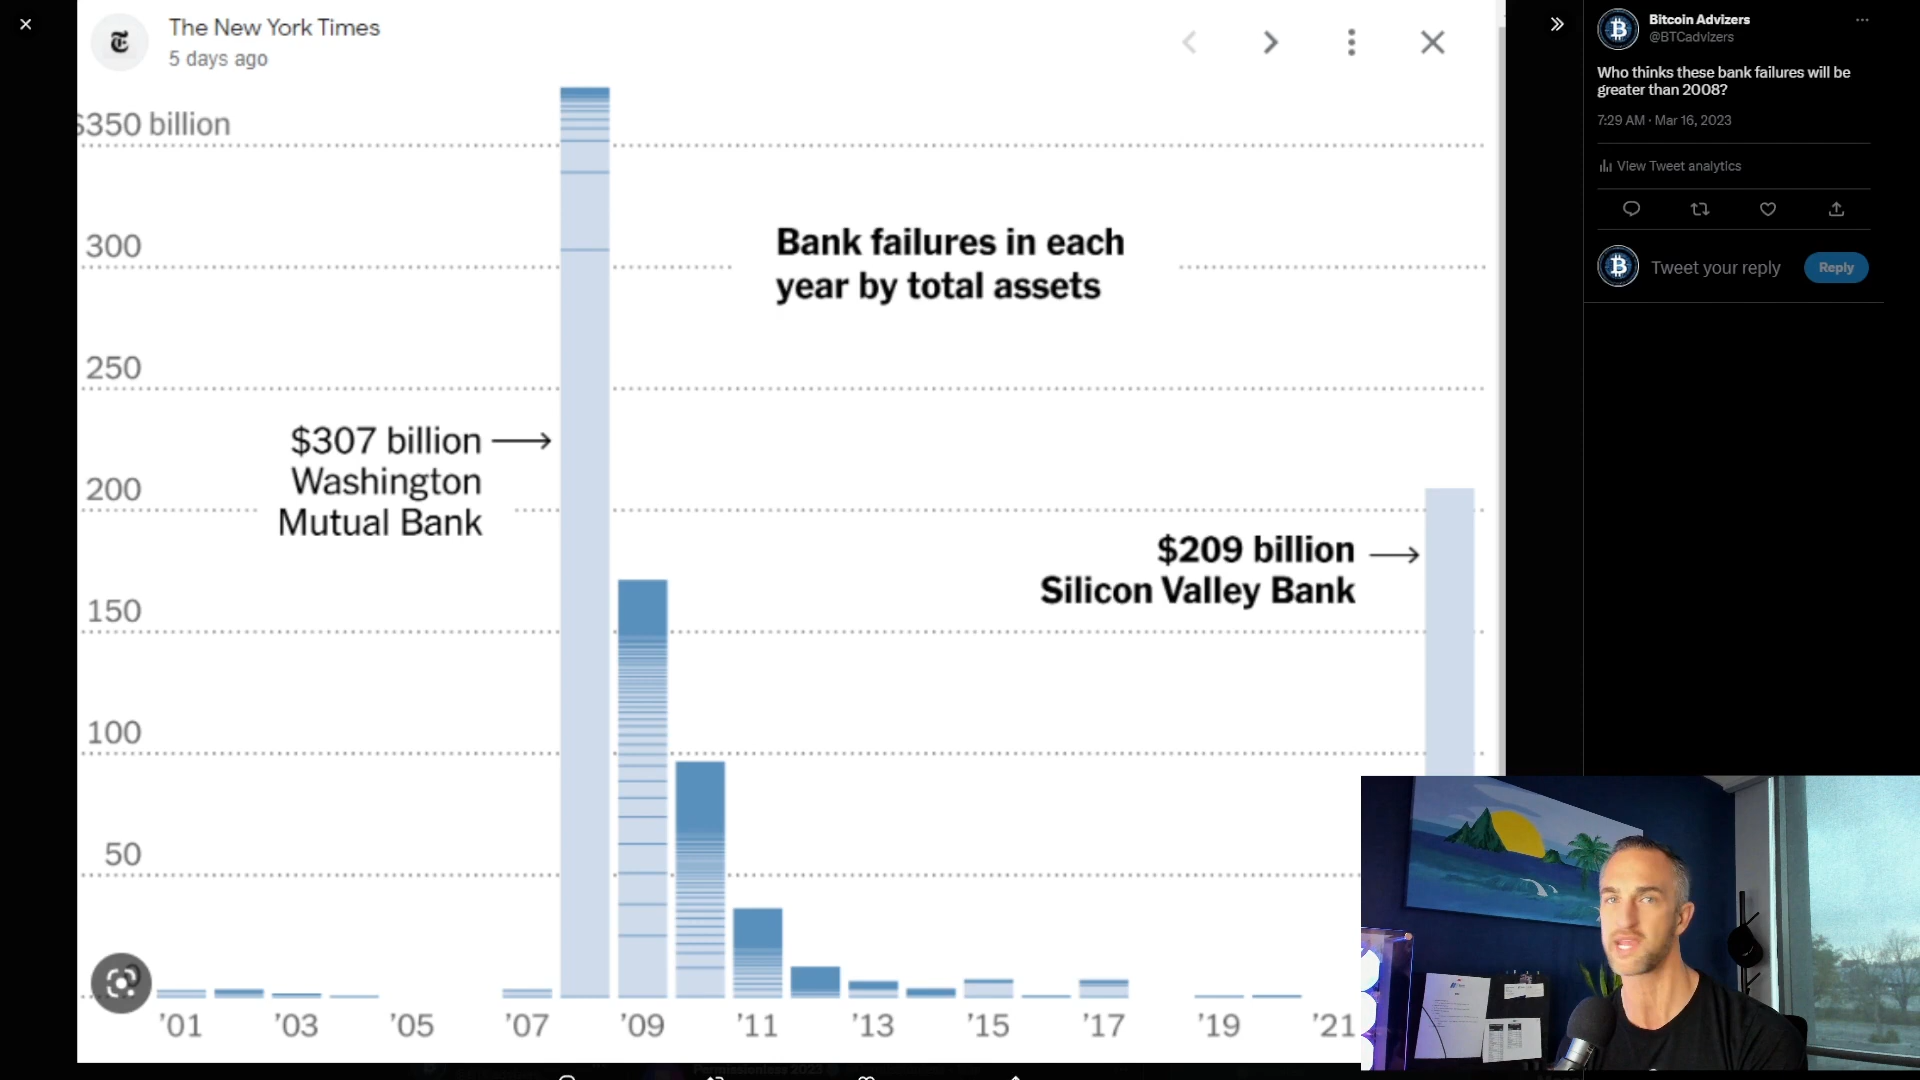 The New York Times
5 days ago
$350 billion
300
250
200
150
100
50
0
Bank failures in each
year by total assets
$307 billion
Washington
Mutual Bank
$209 billion
Silicon Valley Bank
'01
'03
'05
'07
'09
'11
'13
'15
'17
'19
'21
Bitcoin Advizers
@BTCadvizers
Who thinks these bank failures will be
greater than 2008?
7:29 AM · Mar 16, 2023
View Tweet analytics
Tweet your reply
Reply
Permissionless 2023